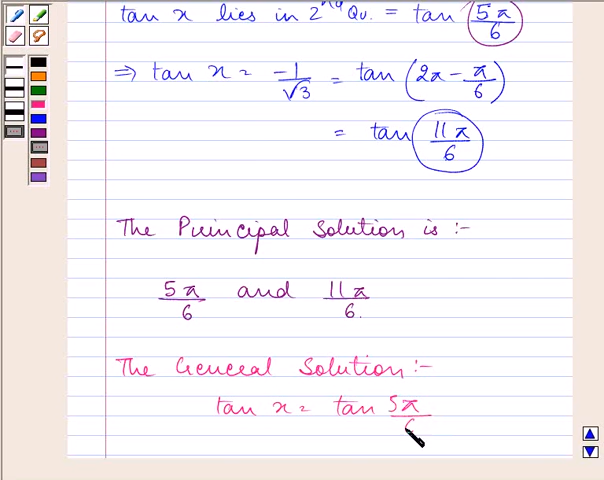 tan x lies in 2nd Qu. = tan (5π/6)
⇒ tan x = -1/√3 = tan (2π - π/6)
= tan (11π/6)
The Principal Solution is :-
5π/6 and 11π/6.
The General Solution :-
tan x = tan 5π/6